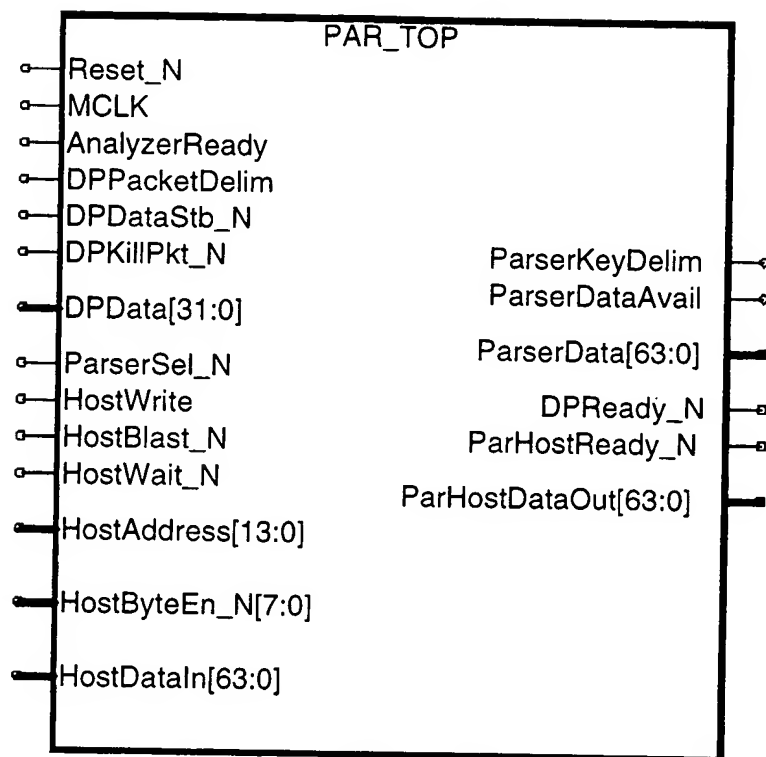 PAR_TOP
Reset_N
MCLK
AnalyzerReady
DPPacketDelim
DPDataStb_N
DPKillPkt_N
DPData[31:0]
ParserSel_N
HostWrite
HostBlast_N
HostWait_N
HostAddress[13:0]
HostByteEn_N[7:0]
HostDataIn[63:0]
ParserKeyDelim
ParserDataAvail
ParserData[63:0]
DPReady_N
ParHostReady_N
ParHostDataOut[63:0]